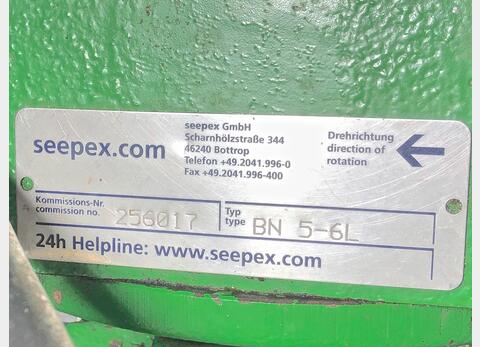 seepex.com
seepex GmbH
Scharnhölzstraße 344
46240 Bottrop
Telefon +49.2041.996-0
Fax +49.2041.996-400
Drehrichtung
direction of
rotation
Kommissions-Nr.
commission no. 256017
Typ
type BN 5-6L
24h Helpline: www.seepex.com